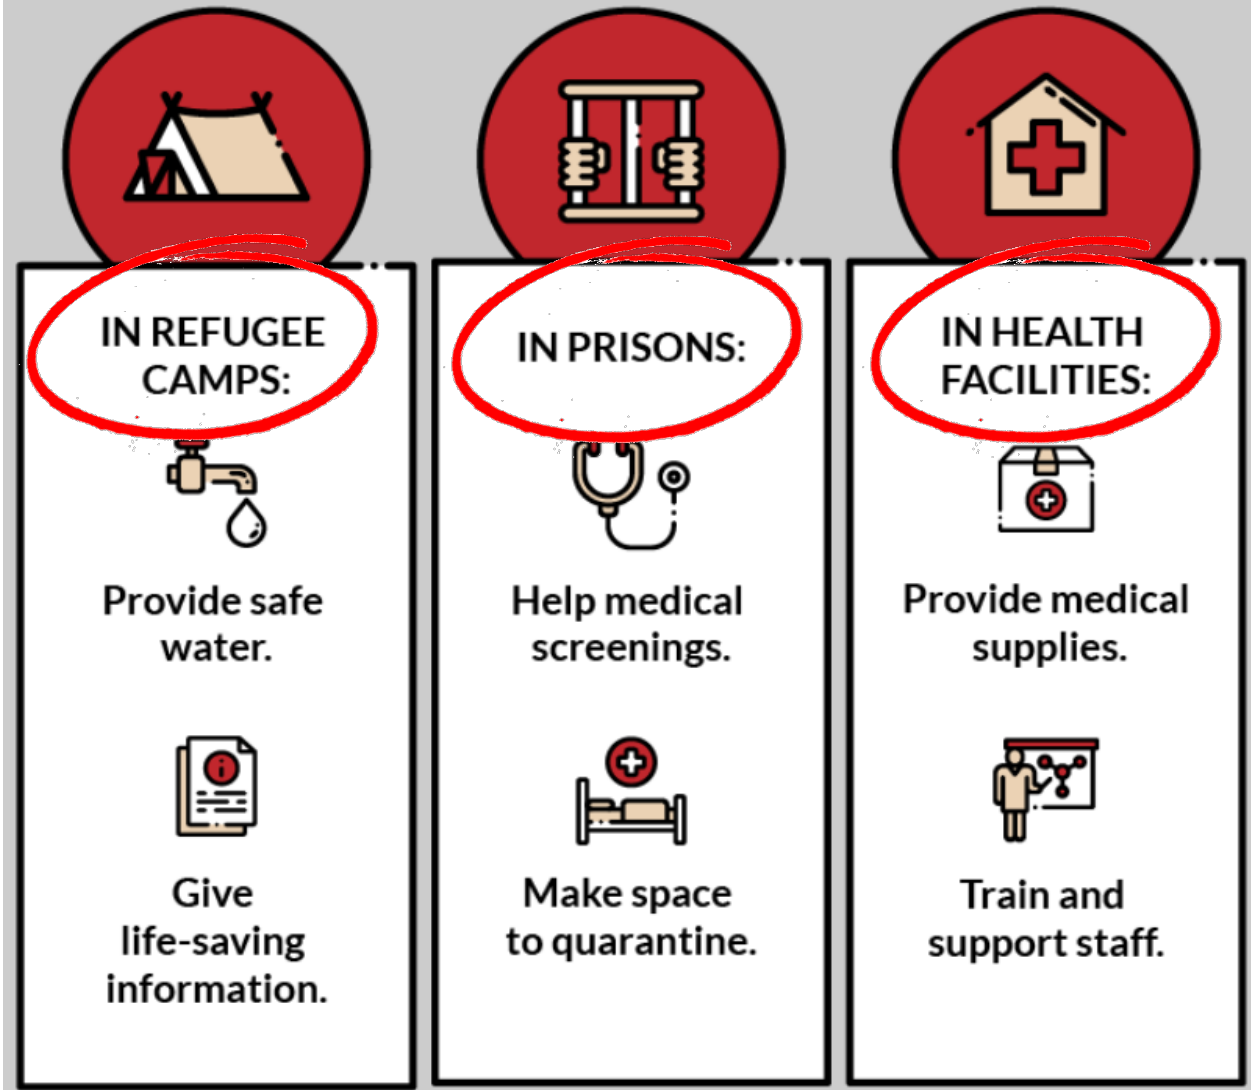 IN REFUGEE
CAMPS:
Provide safe
water.
Give
life-saving
information.
IN PRISONS:
Help medical
screenings.
Make space
to quarantine.
IN HEALTH
FACILITIES:
Provide medical
supplies.
Train and
support staff.